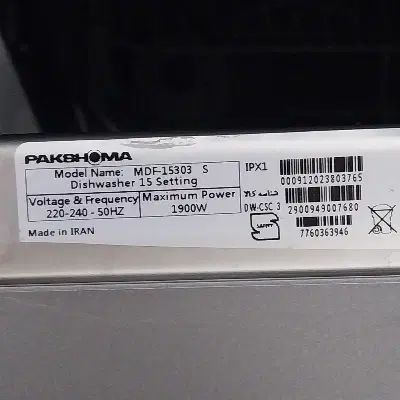 PAKSHOMA
Model Name: MDF-15303 S
Dishwasher 15 Setting
Voltage & Frequency
220-240 - 50HZ
Maximum Power
1900W
Made in IRAN
IPX1
000912023803765
شناسه کالا
DW-CSC 3
2900949007680
7760363946